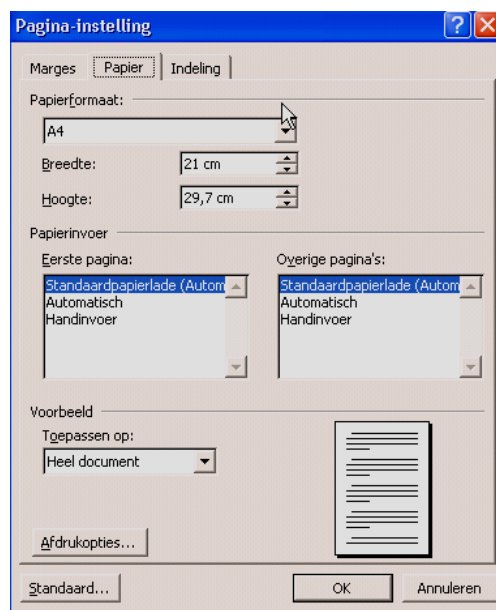 Pagina-instelling
Marges Papier Indeling
Papierformaat:
A4
Breedte: 21 cm
Hoogte: 29,7 cm
Papierinvoer
Eerste pagina: Overige pagina's:
Standaardpapierlade (Autom Standaardpapierlade (Autom
Automatisch Automatisch
Handinvoer Handinvoer
Voorbeeld
Toepassen op:
Heel document
Afdrukopties...
Standaard... OK Annuleren